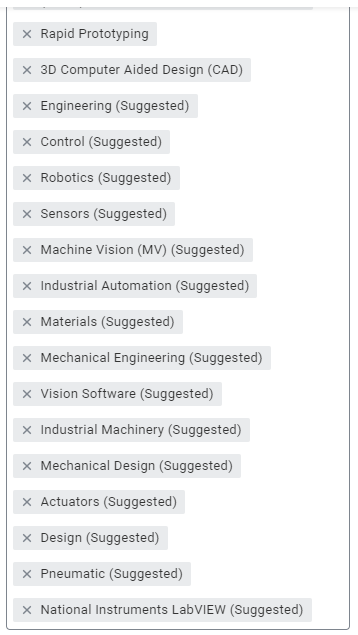 Rapid Prototyping
3D Computer Aided Design (CAD)
Engineering (Suggested)
Control (Suggested)
Robotics (Suggested)
Sensors (Suggested)
Machine Vision (MV) (Suggested)
Industrial Automation (Suggested)
Materials (Suggested)
Mechanical Engineering (Suggested)
Vision Software (Suggested)
Industrial Machinery (Suggested)
Mechanical Design (Suggested)
Actuators (Suggested)
Design (Suggested)
Pneumatic (Suggested)
National Instruments LabVIEW (Suggested)